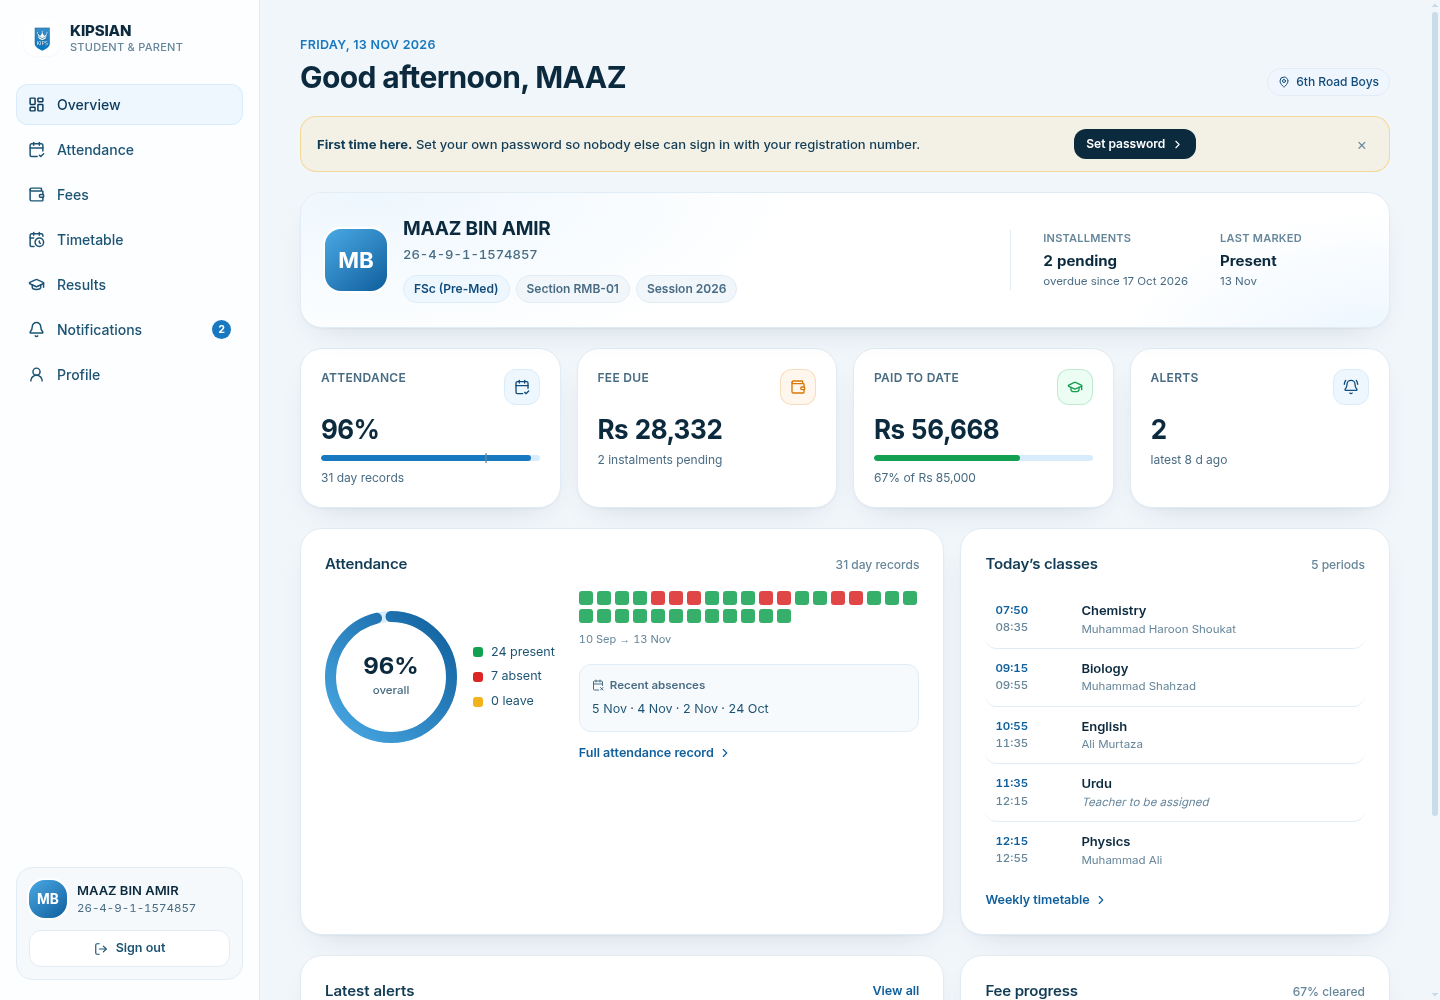 KIPSIAN
STUDENT & PARENT
Overview
Attendance
Fees
Timetable
Results
Notifications 2
Profile
MB
MAAZ BIN AMIR
26-4-9-1-1574857
Sign out
FRIDAY, 13 NOV 2026
Good afternoon, MAAZ
6th Road Boys
First time here. Set your own password so nobody else can sign in with your registration number.
Set password
MB
MAAZ BIN AMIR
26-4-9-1-1574857
FSc (Pre-Med) Section RMB-01 Session 2026
INSTALLMENTS
2 pending
overdue since 17 Oct 2026
LAST MARKED
Present
13 Nov
ATTENDANCE
96%
31 day records
FEE DUE
Rs 28,332
2 instalments pending
PAID TO DATE
Rs 56,668
67% of Rs 85,000
ALERTS
2
latest 8 d ago
Attendance
31 day records
96%
overall
24 present
7 absent
0 leave
10 Sep → 13 Nov
Recent absences
5 Nov · 4 Nov · 2 Nov · 24 Oct
Full attendance record
Today's classes
5 periods
07:50 Chemistry
08:35 Muhammad Haroon Shoukat
09:15 Biology
09:55 Muhammad Shahzad
10:55 English
11:35 Ali Murtaza
11:35 Urdu
12:15 Teacher to be assigned
12:15 Physics
12:55 Muhammad Ali
Weekly timetable
Latest alerts
View all
Fee progress
67% cleared